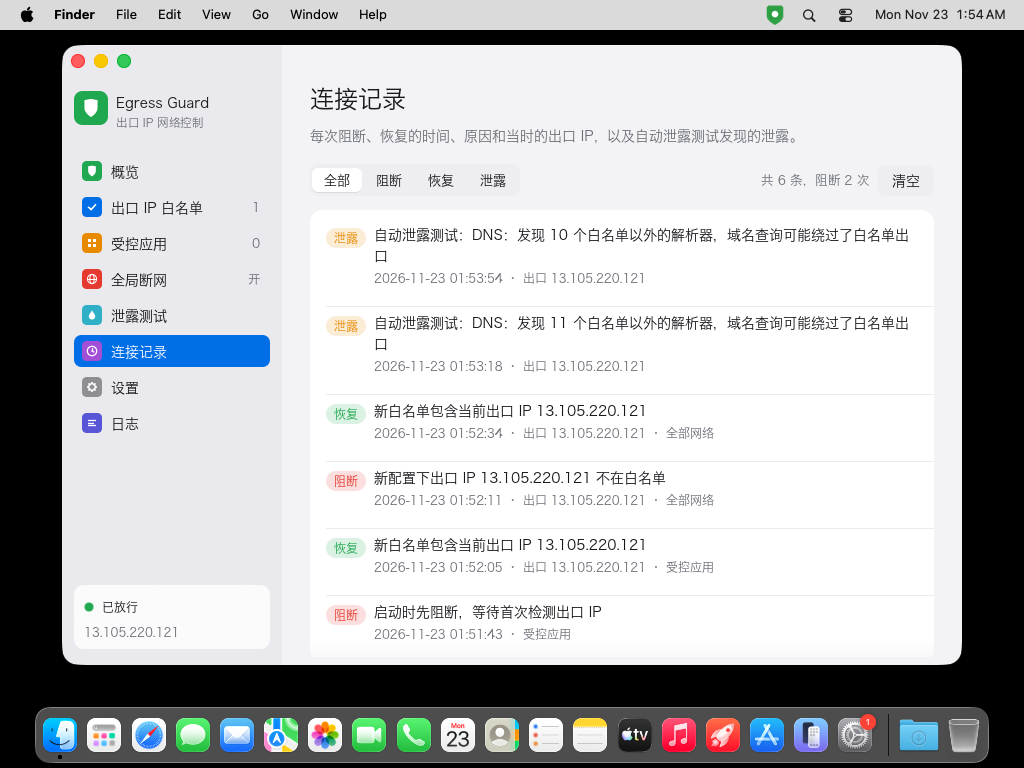 Finder File Edit View Go Window Help Mon Nov 23 1:54 AM
Egress Guard
出口 IP 网络控制
概览
出口 IP 白名单 1
受控应用 0
全局断网 开
泄露测试
连接记录
设置
日志
已放行
13.105.220.121
连接记录
每次阻断、恢复的时间、原因和当时的出口 IP，以及自动泄露测试发现的泄露。
全部 阻断 恢复 泄露 共 6 条，阻断 2 次 清空
泄露 自动泄露测试：DNS：发现 10 个白名单以外的解析器，域名查询可能绕过了白名单出
口
2026-11-23 01:53:54 · 出口 13.105.220.121
泄露 自动泄露测试：DNS：发现 11 个白名单以外的解析器，域名查询可能绕过了白名单出
口
2026-11-23 01:53:18 · 出口 13.105.220.121
恢复 新白名单包含当前出口 IP 13.105.220.121
2026-11-23 01:52:34 · 出口 13.105.220.121 · 全部网络
阻断 新配置下出口 IP 13.105.220.121 不在白名单
2026-11-23 01:52:11 · 出口 13.105.220.121 · 全部网络
恢复 新白名单包含当前出口 IP 13.105.220.121
2026-11-23 01:52:05 · 出口 13.105.220.121 · 受控应用
阻断 启动时先阻断，等待首次检测出口 IP
2026-11-23 01:51:43 · 受控应用
Mon
23
tv
1